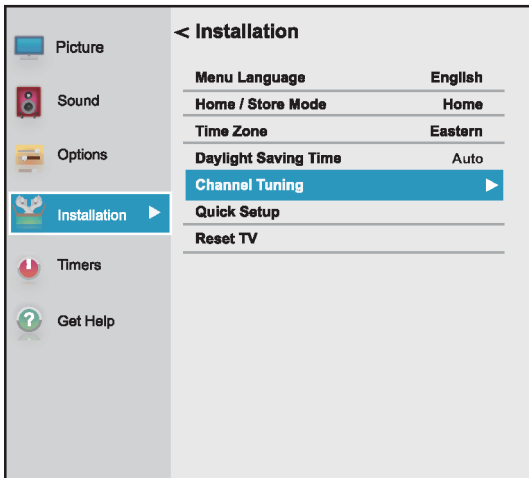 Picture
Sound
Options
Installation
Timers
Get Help
< Installation
Menu Language English
Home / Store Mode Home
Time Zone Eastern
Daylight Saving Time Auto
Channel Tuning
Quick Setup
Reset TV